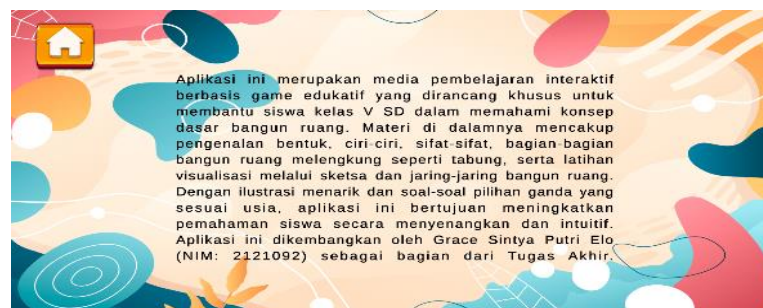 Aplikasi ini merupakan media pembelajaran interaktif
berbasis game edukatif yang dirancang khusus untuk
membantu siswa kelas V SD dalam memahami konsep
dasar bangun ruang. Materi di dalamnya mencakup
pengenalan bentuk, ciri-ciri, sifat-sifat, bagian-bagian
bangun ruang melengkung seperti tabung, serta latihan
visualisasi melalui sketsa dan jaring-jaring bangun ruang.
Dengan ilustrasi menarik dan soal-soal pilihan ganda yang
sesuai usia, aplikasi ini bertujuan meningkatkan
pemahaman siswa secara menyenangkan dan intuitif.
Aplikasi ini dikembangkan oleh Grace Sintya Putri Elo
(NIM: 2121092) sebagai bagian dari Tugas Akhir.